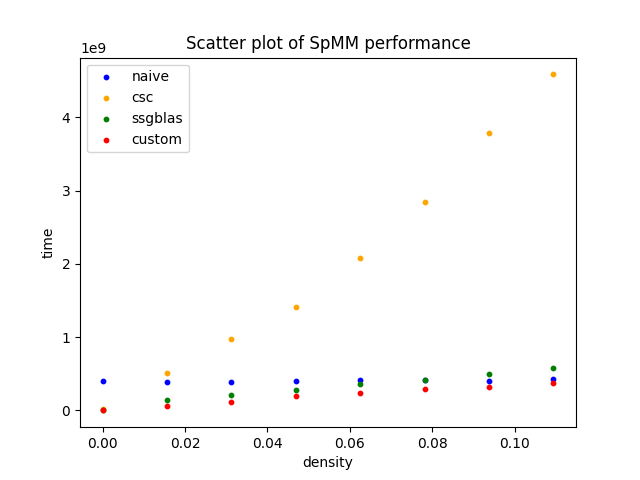 Scatter plot of SpMM performance
1e9
naive
csc
ssgblas
custom
4
3
2
1
0
time
0.00 0.02 0.04 0.06 0.08 0.10
density